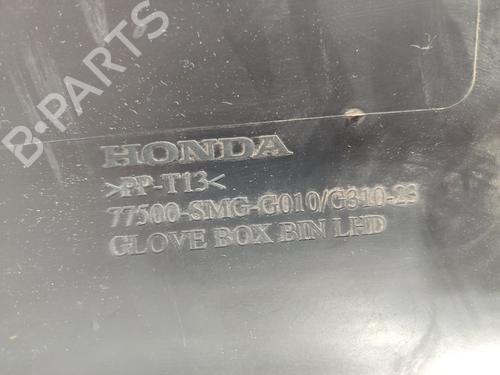 B-PARTS
HONDA
>PP-T13<
77500-SMG-G010/G310-23
GLOVE BOX BIN LHD